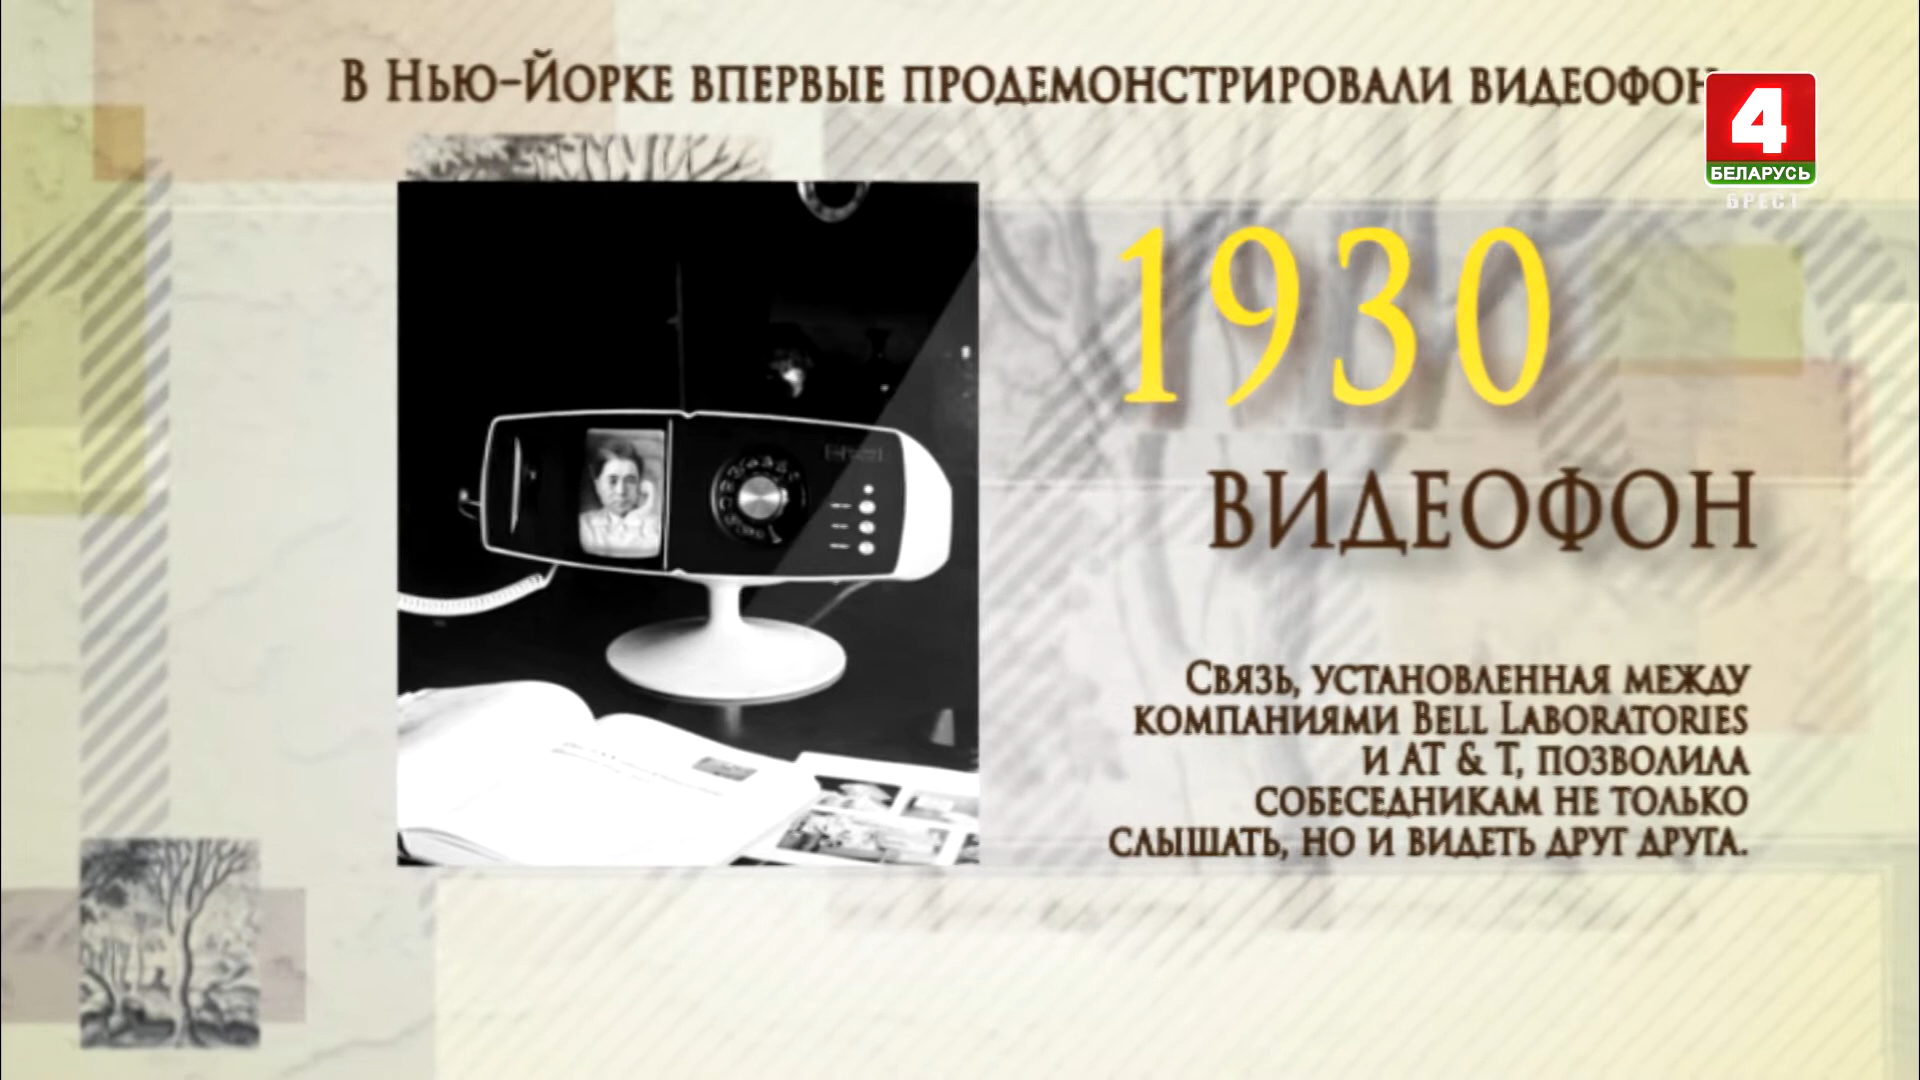 В Нью-Йорке впервые продемонстрировали видеофон
4
БЕЛАРУСЬ
БРЕСТ
1930
ВИДЕОФОН
Связь, установленная между
компаниями Bell Laboratories
и AT & T, позволила
собеседникам не только
слышать, но и видеть друг друга.